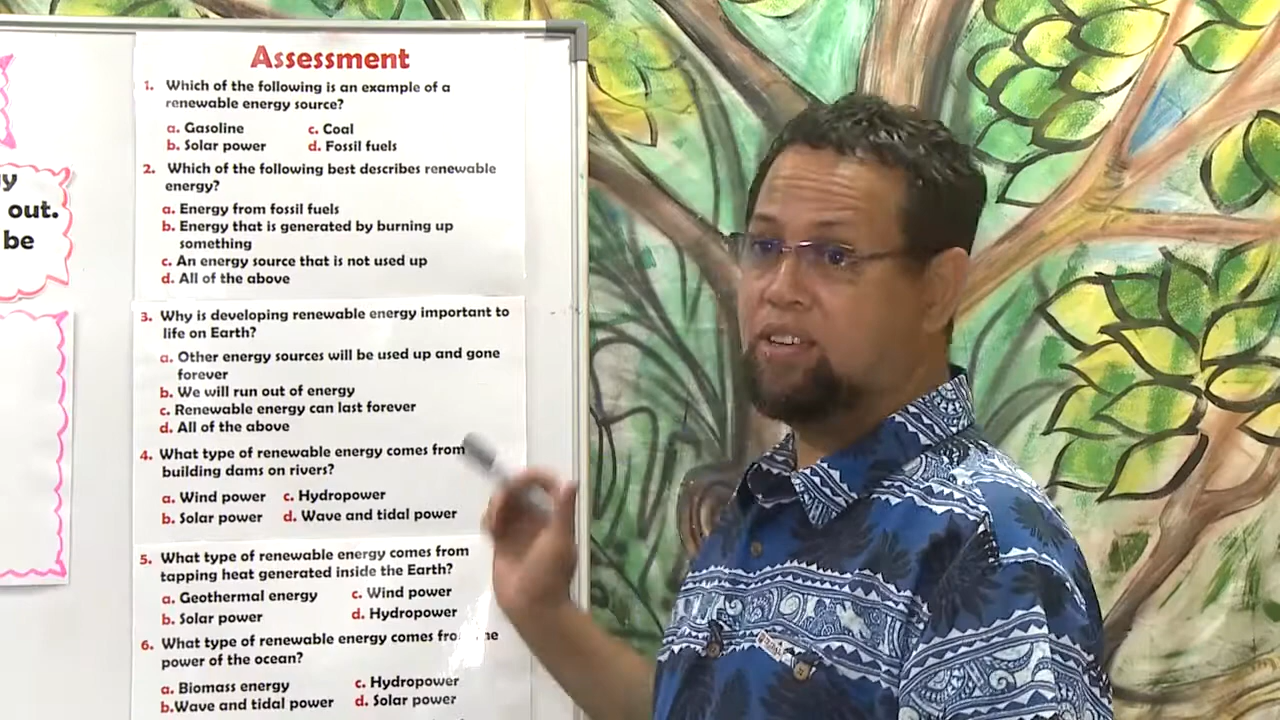 y
out.
be
Assessment
1. Which of the following is an example of a
renewable energy source?
a. Gasoline c. Coal
b. Solar power d. Fossil fuels
2. Which of the following best describes renewable
energy?
a. Energy from fossil fuels
b. Energy that is generated by burning up
something
c. An energy source that is not used up
d. All of the above
3. Why is developing renewable energy important to
life on Earth?
a. Other energy sources will be used up and gone
forever
b. We will run out of energy
c. Renewable energy can last forever
d. All of the above
4. What type of renewable energy comes from
building dams on rivers?
a. Wind power c. Hydropower
b. Solar power d. Wave and tidal power
5. What type of renewable energy comes from
tapping heat generated inside the Earth?
a. Geothermal energy c. Wind power
b. Solar power d. Hydropower
6. What type of renewable energy comes
power of the ocean?
a. Biomass energy c. Hydropower
b.Wave and tidal power d. Solar power